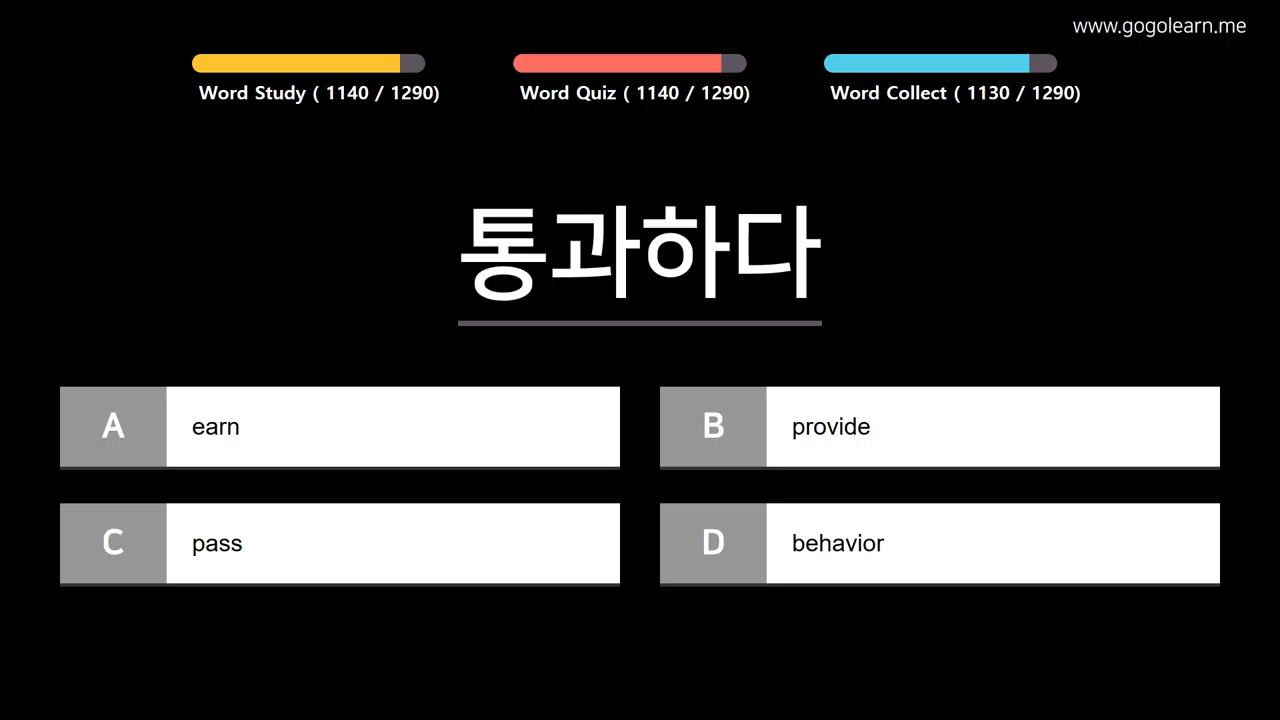 www.gogolearn.me
Word Study ( 1140 / 1290)
Word Quiz ( 1140 / 1290)
Word Collect ( 1130 / 1290)
통과하다
A earn
B provide
C pass
D behavior